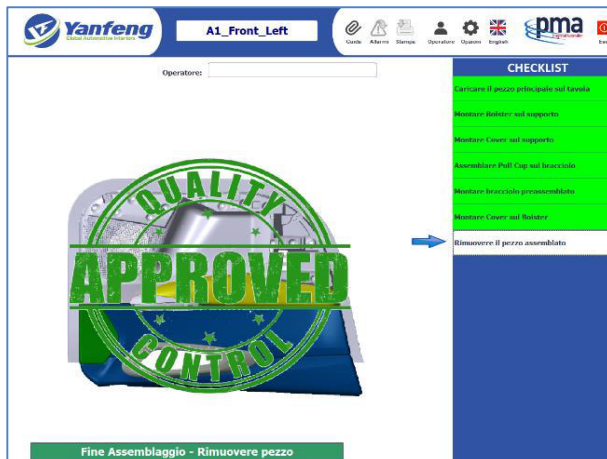 Yanfeng
Global Automotive Interiors
A1_Front_Left
Guida
Allarmi
Stampa
Operatore
Opzioni
English
pma
Operatore:
CHECKLIST
Caricare il pezzo principale sul tavola
Montare Bolster sul supporto
Montare Cover sul supporto
Assemblare Pull Cup sul bracciolo
Montare bracciolo preassemblato
Montare Cover sul Bolster
Rimuovere il pezzo assemblato
QUALITY
APPROVED
CONTROL
Fine Assemblaggio - Rimuovere pezzo